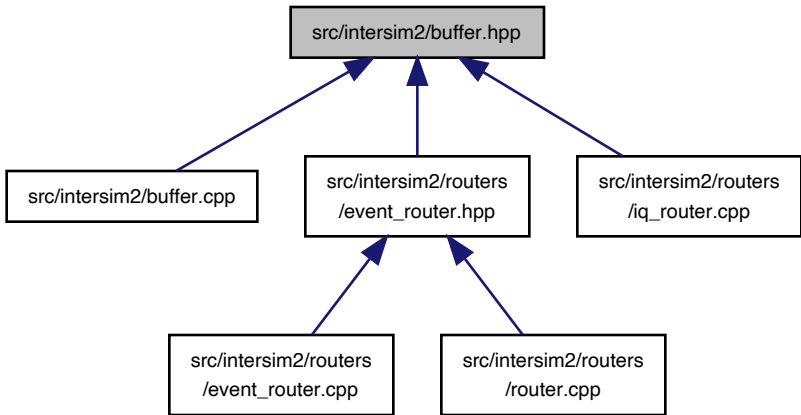 src/intersim2/buffer.hpp
src/intersim2/buffer.cpp
src/intersim2/routers
/event_router.hpp
src/intersim2/routers
/iq_router.cpp
src/intersim2/routers
/event_router.cpp
src/intersim2/routers
/router.cpp